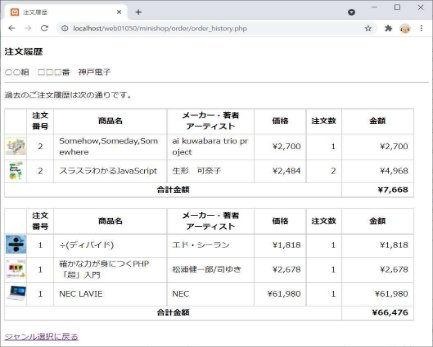 注文履歴
localhost/web01050/minishop/order/order_history.php
注文履歴
○○組 □□□番 神戸電子
過去のご注文履歴は次の通りです。
注文番号 商品名 メーカー・著者アーティスト 価格 注文数 金額
2 Somehow,Someday,Somewhere ai kuwabara trio project ¥2,700 1 ¥2,700
2 スラスラわかるJavaScript 生形 可奈子 ¥2,484 2 ¥4,968
合計金額 ¥7,668
注文番号 商品名 メーカー・著者アーティスト 価格 注文数 金額
1 ÷(ディバイド) エド・シーラン ¥1,818 1 ¥1,818
1 確かな力が身につくPHP「超」入門 松浦健一郎/司ゆき ¥2,678 1 ¥2,678
1 NEC LAVIE NEC ¥61,980 1 ¥61,980
合計金額 ¥66,476
ジャンル選択に戻る